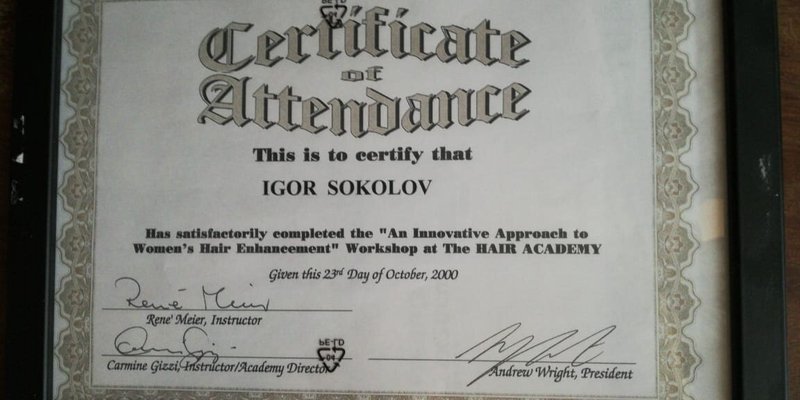 Certificate
of
Attendance
This is to certify that
IGOR SOKOLOV
Has satisfactorily completed the "An Innovative Approach to
Women's Hair Enhancement" Workshop at The HAIR ACADEMY
Given this 23rd Day of October, 2000
René Meier
Rene' Meier, Instructor
Carmine Gizzi, Instructor/Academy Director
Andrew Wright, President
04